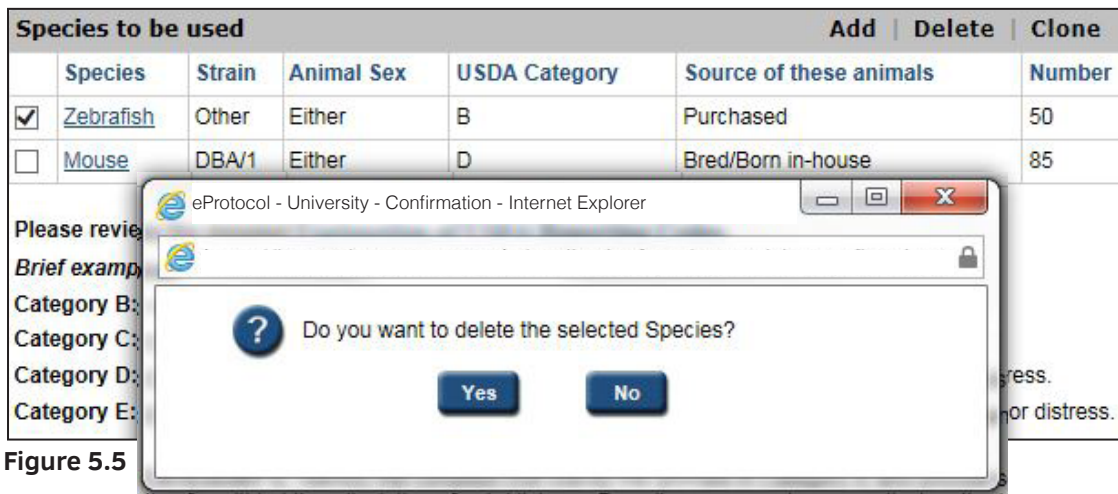 Species to be used Add | Delete | Clone
Species Strain Animal Sex USDA Category Source of these animals Number
Zebrafish Other Either B Purchased 50
Mouse DBA/1 Either D Bred/Born in-house 85
eProtocol - University - Confirmation - Internet Explorer
Please
Brief
Category B:
Category C:
Do you want to delete the selected Species?
Category D: ress.
Yes No
Category E: or distress.
Figure 5.5